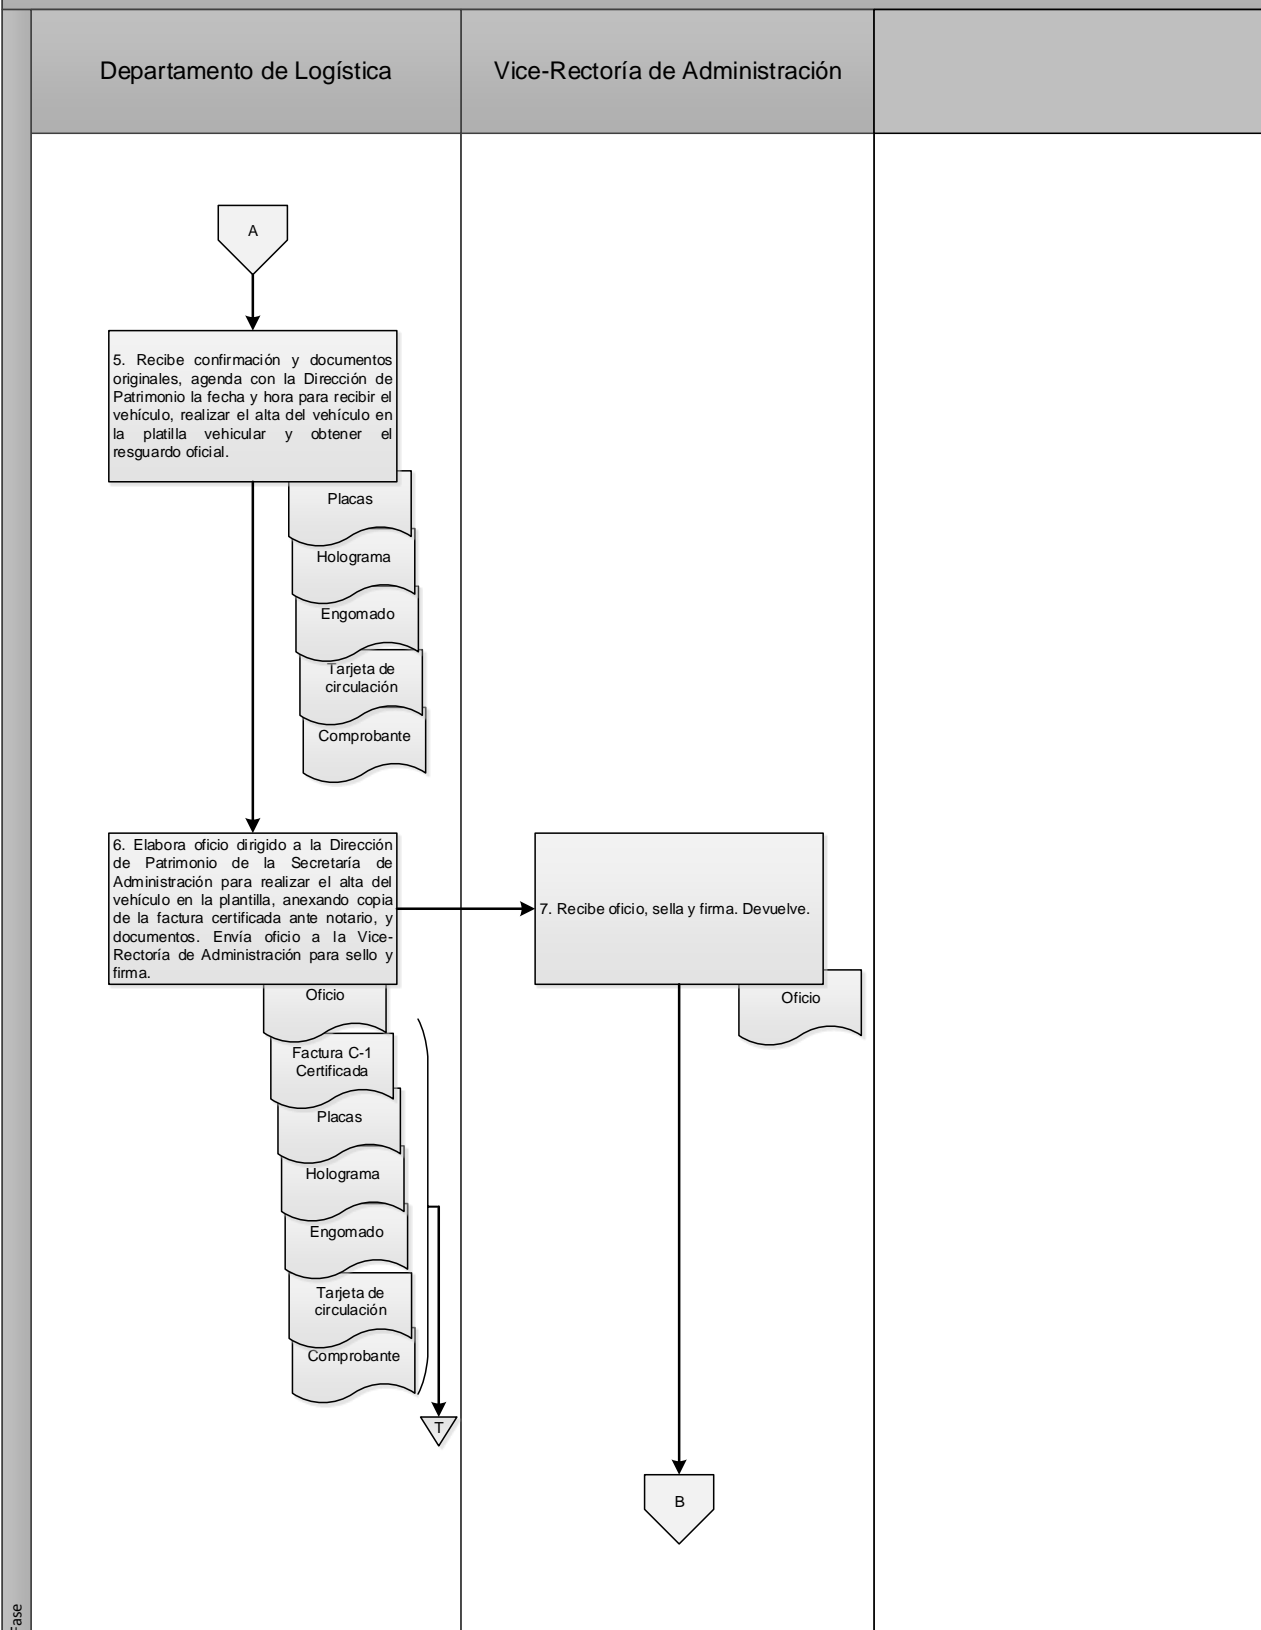 Departamento de Logística
Vice-Rectoría de Administración
A
5. Recibe confirmación y documentos
originales, agenda con la Dirección de
Patrimonio la fecha y hora para recibir el
vehículo, realizar el alta del vehículo en
la platilla vehicular y obtener el
resguardo oficial.
Placas
Holograma
Engomado
Tarjeta de
circulación
Comprobante
6. Elabora oficio dirigido a la Dirección
de Patrimonio de la Secretaría de
Administración para realizar el alta del
vehículo en la plantilla, anexando copia
de la factura certificada ante notario, y
documentos. Envía oficio a la Vice-
Rectoría de Administración para sello y
firma.
Oficio
Factura C-1
Certificada
Placas
Holograma
Engomado
Tarjeta de
circulación
Comprobante
T
7. Recibe oficio, sella y firma. Devuelve.
Oficio
B
Fase